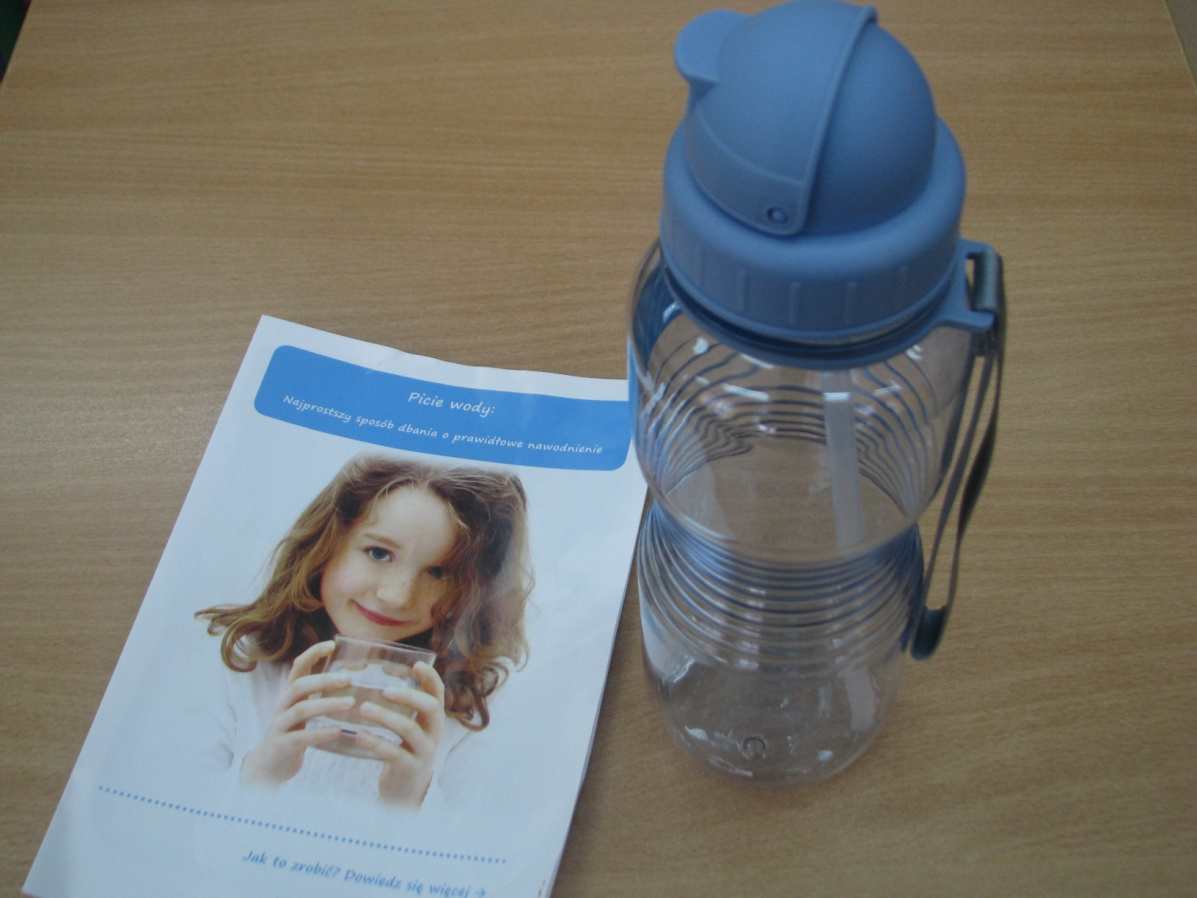 Picie wody:
Najprostszy sposób dbania o prawidłowe nawodnienie
Jak to zrobić? Dowiedz się więcej →